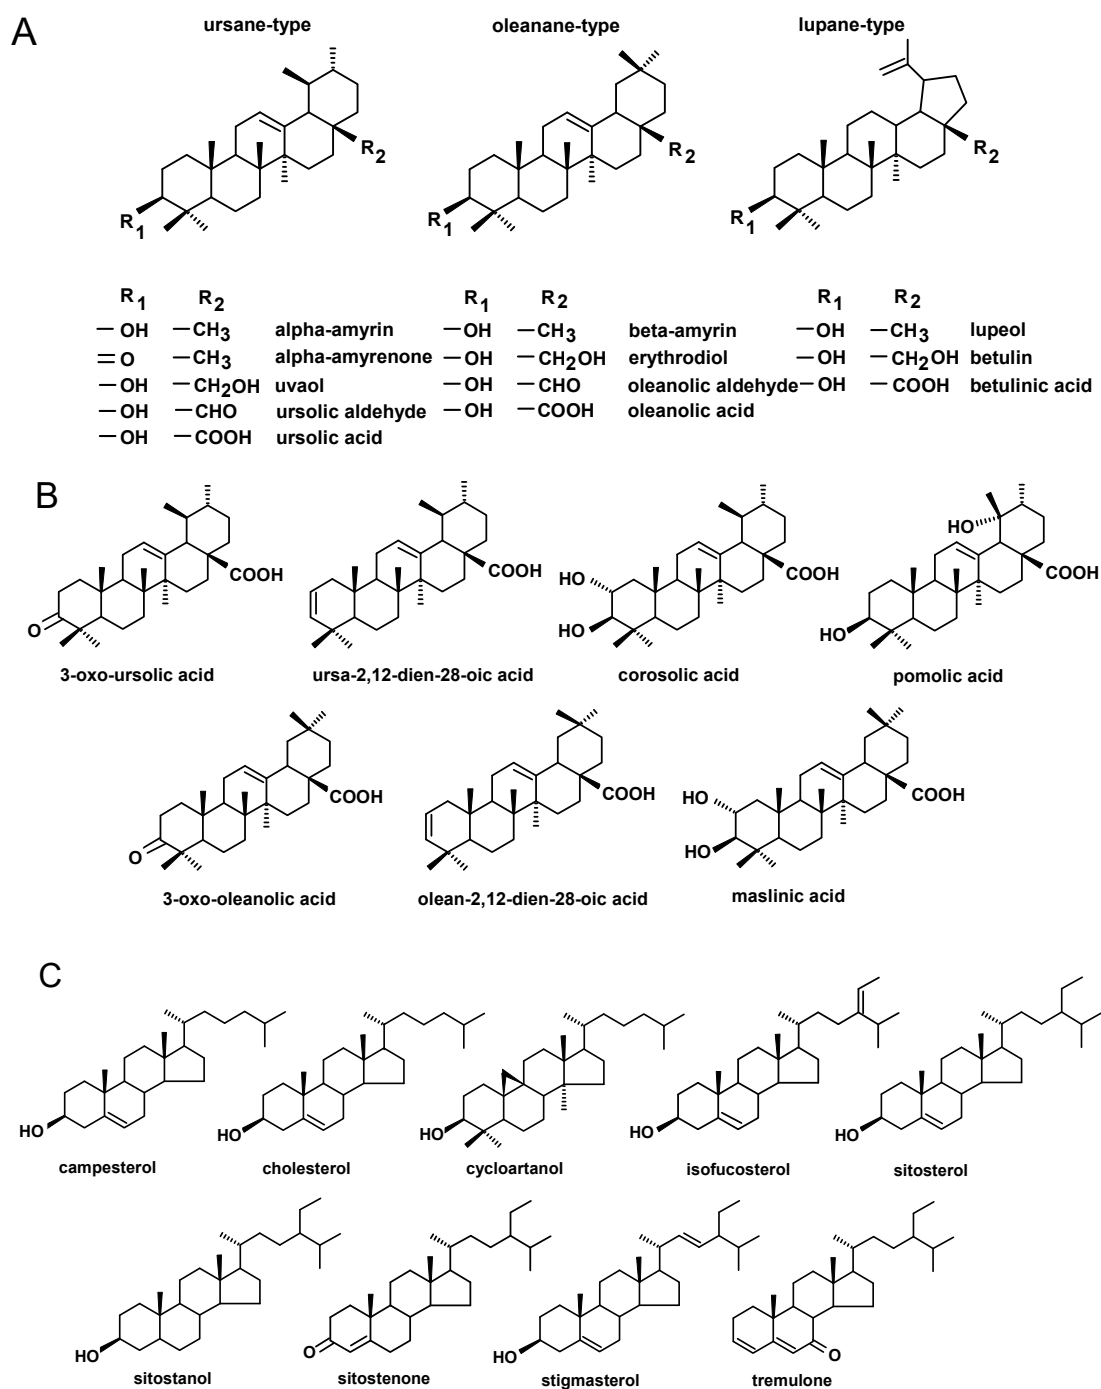 A
ursane-type oleanane-type lupane-type
R2 R2 R2
R1 R1 R1
R1 R2 R1 R2 R1 R2
—OH —CH3 alpha-amyrin —OH —CH3 beta-amyrin —OH —CH3 lupeol
=O —CH3 alpha-amyrenone —OH —CH2OH erythrodiol —OH —CH2OH betulin
—OH —CH2OH uvaol —OH —CHO oleanolic aldehyde —OH —COOH betulinic acid
—OH —CHO ursolic aldehyde —OH —COOH oleanolic acid
—OH —COOH ursolic acid
B
HO
COOH COOH HO COOH COOH
O HO HO
3-oxo-ursolic acid ursa-2,12-dien-28-oic acid corosolic acid pomolic acid
COOH COOH HO COOH
O HO
3-oxo-oleanolic acid olean-2,12-dien-28-oic acid maslinic acid
C
HO HO HO HO HO
campesterol cholesterol cycloartanol isofucosterol sitosterol
HO O HO O
sitostanol sitostenone stigmasterol tremulone